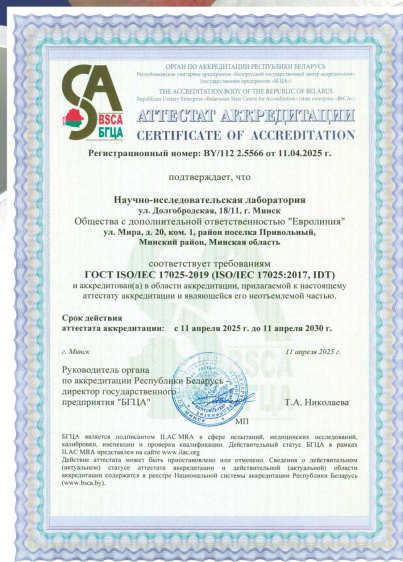 ОРГАН ПО АККРЕДИТАЦИИ РЕСПУБЛИКИ БЕЛАРУСЬ
Республиканское унитарное предприятие «Белорусский государственный центр аккредитации»
(государственное предприятие «БГЦА»)
THE ACCREDITATION BODY OF THE REPUBLIC OF BELARUS
Republican Unitary Enterprise «Belarusian State Centre for Accreditation» (state enterprise «BSCA»)
BSCA
БГЦА
АТТЕСТАТ АККРЕДИТАЦИИ
CERTIFICATE OF ACCREDITATION
Регистрационный номер: BY/112 2.5566 от 11.04.2025 г.
подтверждает, что
Научно-исследовательская лаборатория
ул. Долгобродская, 18/11, г. Минск
Общества с дополнительной ответственностью "Евролиния"
ул. Мира, д. 20, ком. 1, район поселка Привольный,
Минский район, Минская область
соответствует требованиям
ГОСТ ISO/IEC 17025-2019 (ISO/IEC 17025:2017, IDT)
и аккредитован(а) в области аккредитации, прилагаемой к настоящему
аттестату аккредитации и являющейся его неотъемлемой частью.
Срок действия
аттестата аккредитации: с 11 апреля 2025 г. до 11 апреля 2030 г.
г. Минск 11 апреля 2025 г.
BSCA
БГЦА
Руководитель органа
по аккредитации Республики Беларусь -
директор государственного
предприятия "БГЦА" Т.А. Николаева
МП
БГЦА является подписантом ILAC MRA в сфере испытаний, медицинских исследований,
калибровки, инспекции и проверки квалификации. Действительный статус БГЦА в рамках
ILAC MRA представлен на сайте www.ilac.org
Действие аттестата может быть приостановлено или отменено. Сведения о действительном
(актуальном) статусе аттестата аккредитации и действительной (актуальной) области
аккредитации содержатся в реестре Национальной системы аккредитации Республики Беларусь
(www.bsca.by).